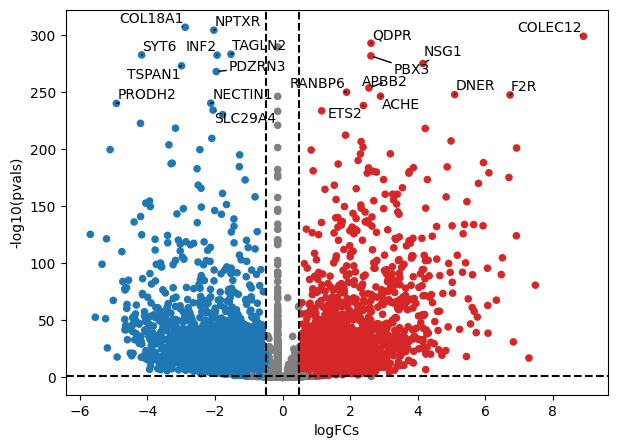 COL18A1
NPTXR
COLEC12
SYT6
INF2
TAGLN2
QDPR
NSG1
TSPAN1
PDZRN3
PBX3
PRODH2
NECTIN1
RANBP6
APBB2
DNER
F2R
SLC29A4
ETS2
ACHE
300
250
200
150
100
50
0
-log10(pvals)
−6
−4
−2
0
2
4
6
8
logFCs